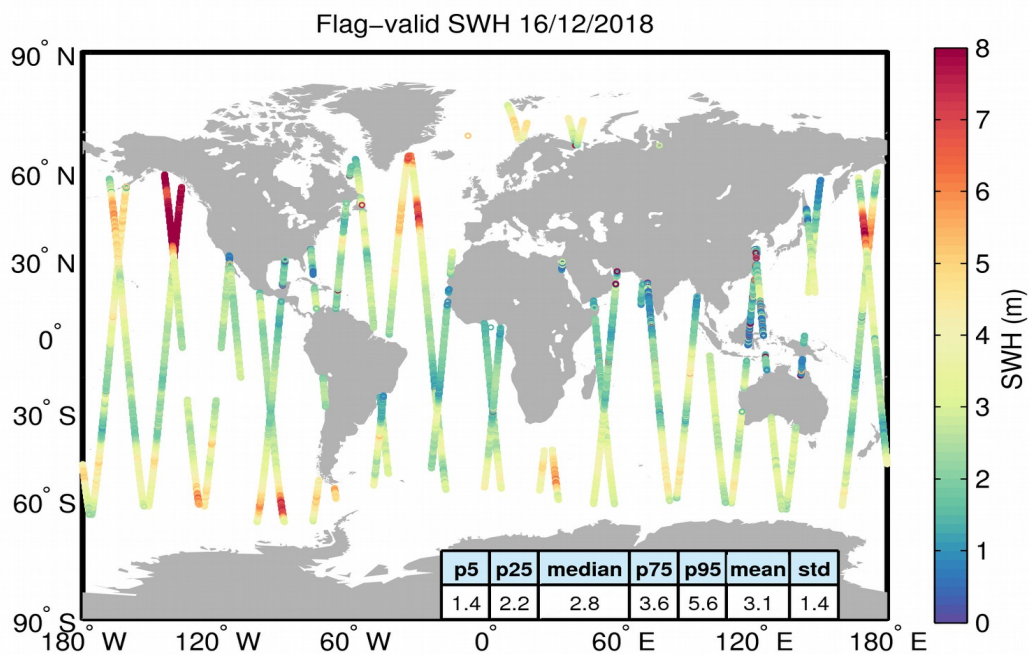 Flag−valid SWH 16/12/2018
90° N
60° N
30° N
0°
30° S
60° S
90° S
180° W
120° W
60° W
0°
60° E
120° E
180° E
p5 p25 median p75 p95 mean std
1.4 2.2 2.8 3.6 5.6 3.1 1.4
8
7
6
5
4
3
2
1
0
SWH (m)